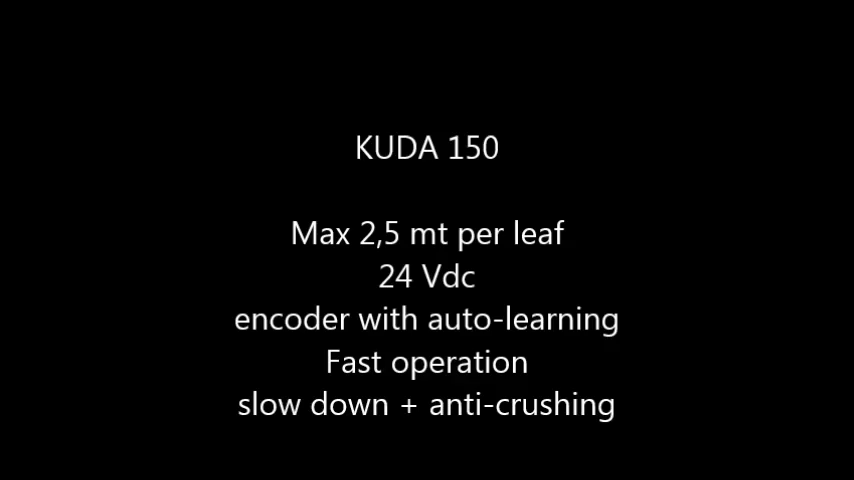 KUDA 150
Max 2,5 mt per leaf
24 Vdc
encoder with auto-learning
Fast operation
slow down + anti-crushing